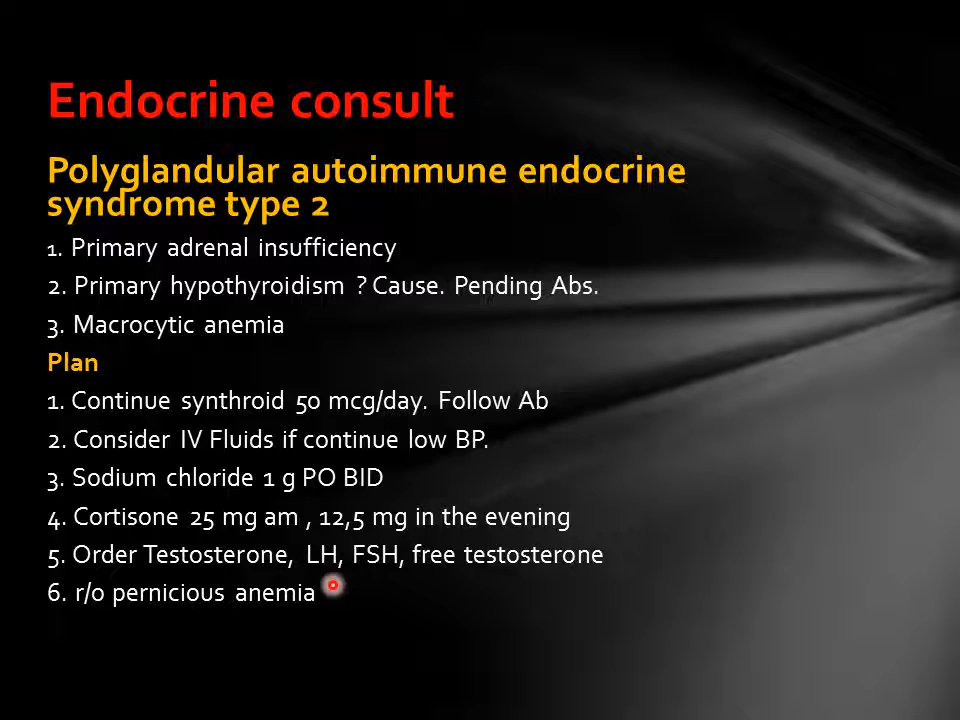 Endocrine consult
Polyglandular autoimmune endocrine
syndrome type 2
1. Primary adrenal insufficiency
2. Primary hypothyroidism ? Cause. Pending Abs.
3. Macrocytic anemia
Plan
1. Continue synthroid 50 mcg/day. Follow Ab
2. Consider IV Fluids if continue low BP.
3. Sodium chloride 1 g PO BID
4. Cortisone 25 mg am , 12,5 mg in the evening
5. Order Testosterone, LH, FSH, free testosterone
6. r/o pernicious anemia